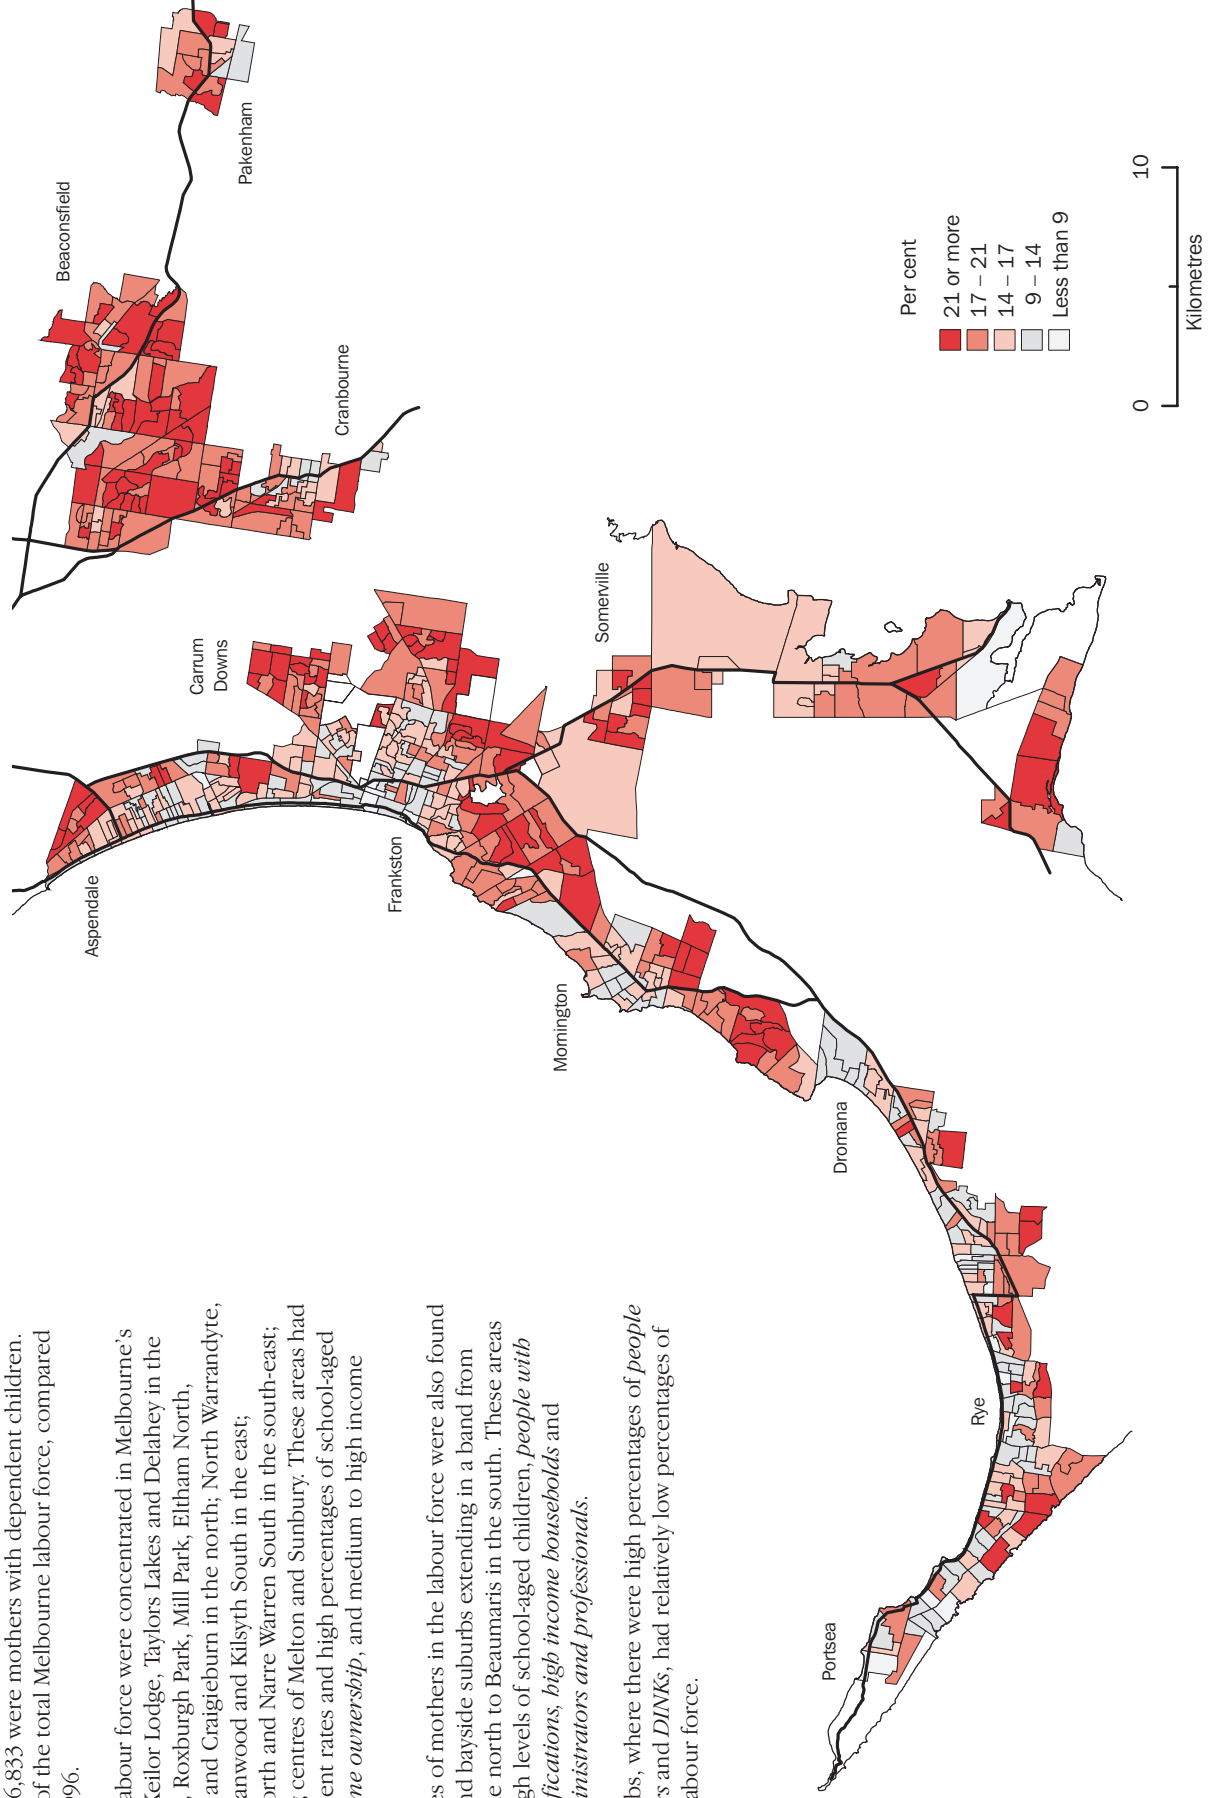 6,833 were mothers with dependent children.
of the total Melbourne labour force, compared
96.
abour force were concentrated in Melbourne's
Keilor Lodge, Taylors Lakes and Delahey in the
, Roxburgh Park, Mill Park, Eltham North,
and Craigieburn in the north; North Warrandyte,
anwood and Kilsyth South in the east;
orth and Narre Warren South in the south-east;
g centres of Melton and Sunbury. These areas had
ent rates and high percentages of school-aged
me ownership, and medium to high income
es of mothers in the labour force were also found
nd bayside suburbs extending in a band from
e north to Beaumaris in the south. These areas
gh levels of school-aged children, people with
fications, high income households and
inistrators and professionals.
bs, where there were high percentages of people
rs and DINKs, had relatively low percentages of
abour force.
Portsea
Rye
Dromana
Mornington
Frankston
Aspendale
Carrum
Downs
Somerville
Cranbourne
Beaconsfield
Pakenham
Per cent
21 or more
17 – 21
14 – 17
9 – 14
Less than 9
0 10
Kilometres